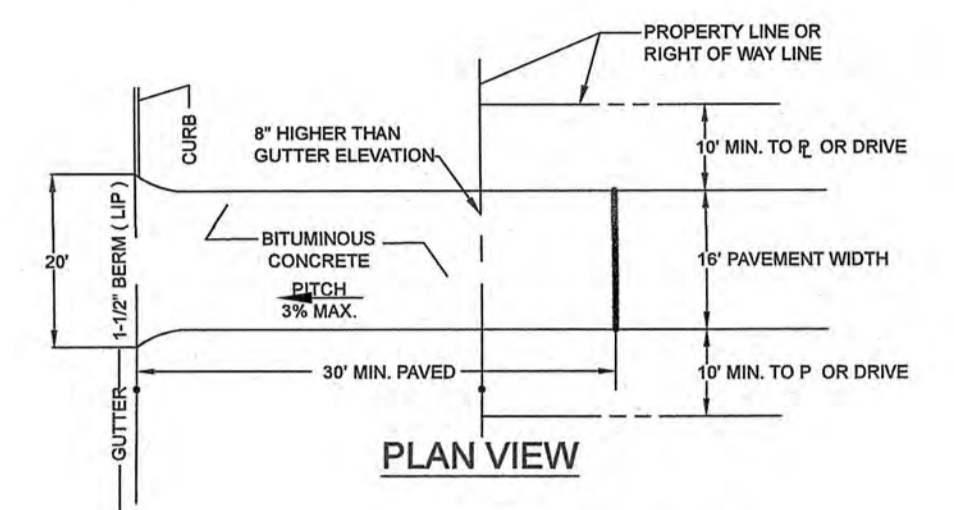 PROPERTY LINE OR
RIGHT OF WAY LINE
CURB
8" HIGHER THAN
GUTTER ELEVATION
10' MIN. TO ⅊ OR DRIVE
20'
1-1/2" BERM ( LIP )
BITUMINOUS
CONCRETE
PITCH
3% MAX.
16' PAVEMENT WIDTH
30' MIN. PAVED
10' MIN. TO P OR DRIVE
GUTTER
PLAN VIEW